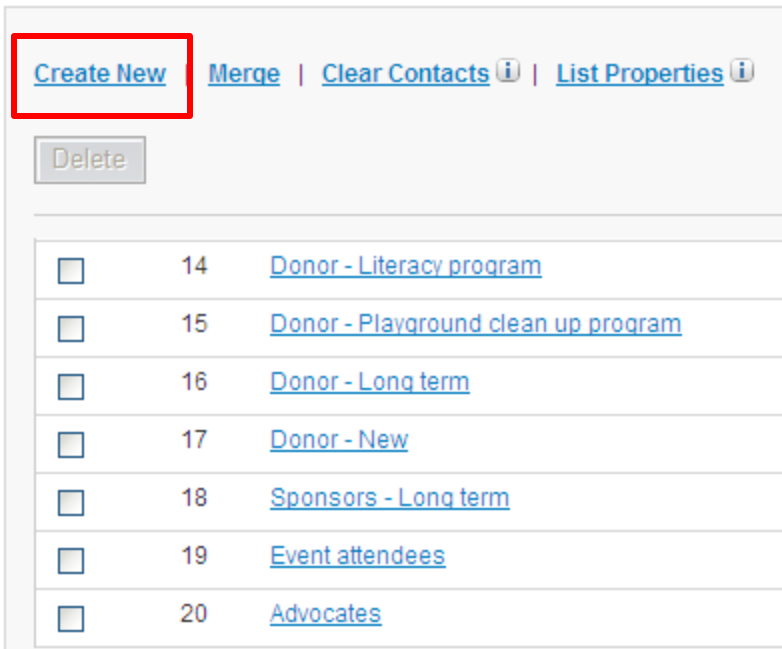 Create New | Merge | Clear Contacts i | List Properties i
Delete
14 Donor - Literacy program
15 Donor - Playground clean up program
16 Donor - Long term
17 Donor - New
18 Sponsors - Long term
19 Event attendees
20 Advocates